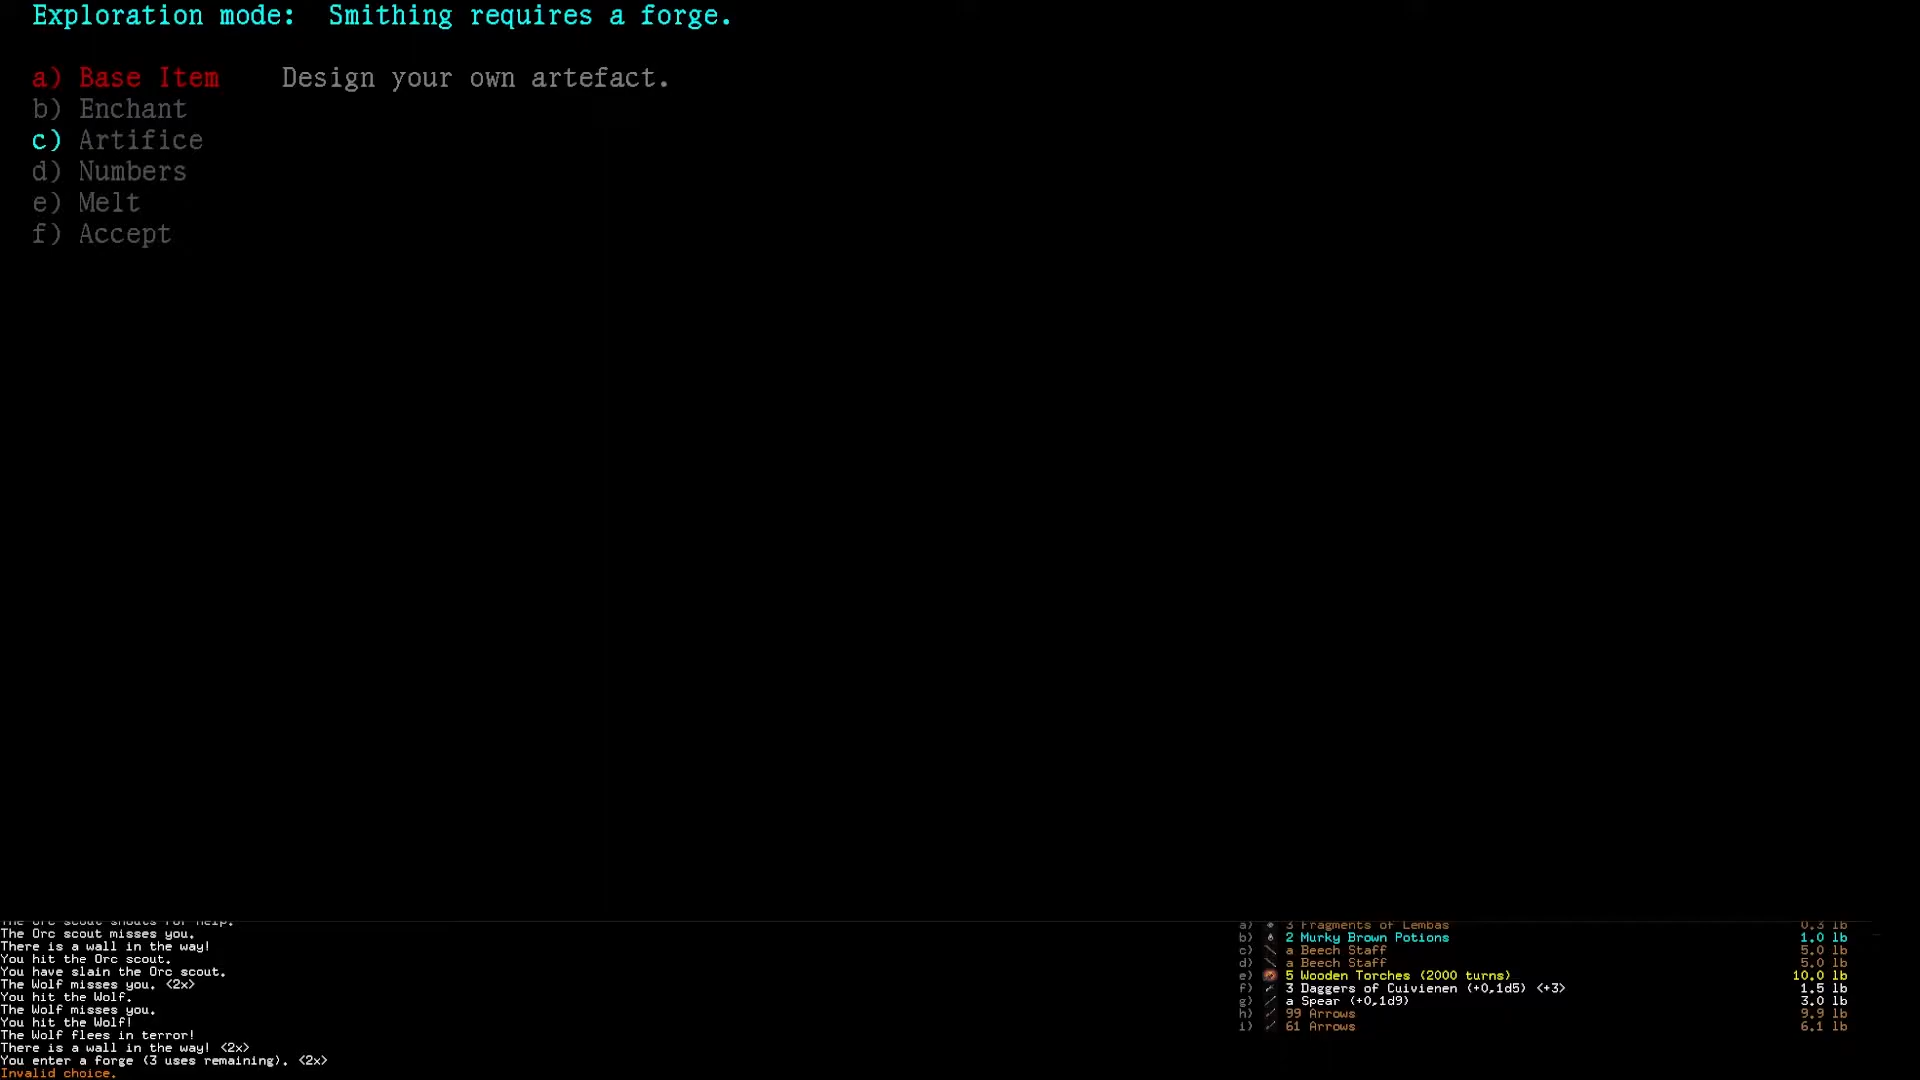 Exploration mode:  Smithing requires a forge.
a) Base Item    Design your own artefact.
b) Enchant
c) Artifice
d) Numbers
e) Melt
f) Accept
The Orc scout shouts for help.
The Orc scout misses you.
There is a wall in the way!
You hit the Orc scout.
You have slain the Orc scout.
The Wolf misses you. <2x>
You hit the Wolf.
The Wolf misses you.
You hit the Wolf!
The Wolf flees in terror!
There is a wall in the way! <2x>
You enter a forge (3 uses remaining). <2x>
Invalid choice.
a) 3 Fragments of Lembas 0.3 lb
b) 2 Murky Brown Potions 1.0 lb
c) a Beech Staff 5.0 lb
d) a Beech Staff 5.0 lb
e) 5 Wooden Torches (2000 turns) 10.0 lb
f) 3 Daggers of Cuivienen (+0,1d5) <+3> 1.5 lb
g) a Spear (+0,1d9) 3.0 lb
h) 99 Arrows 9.9 lb
i) 61 Arrows 6.1 lb